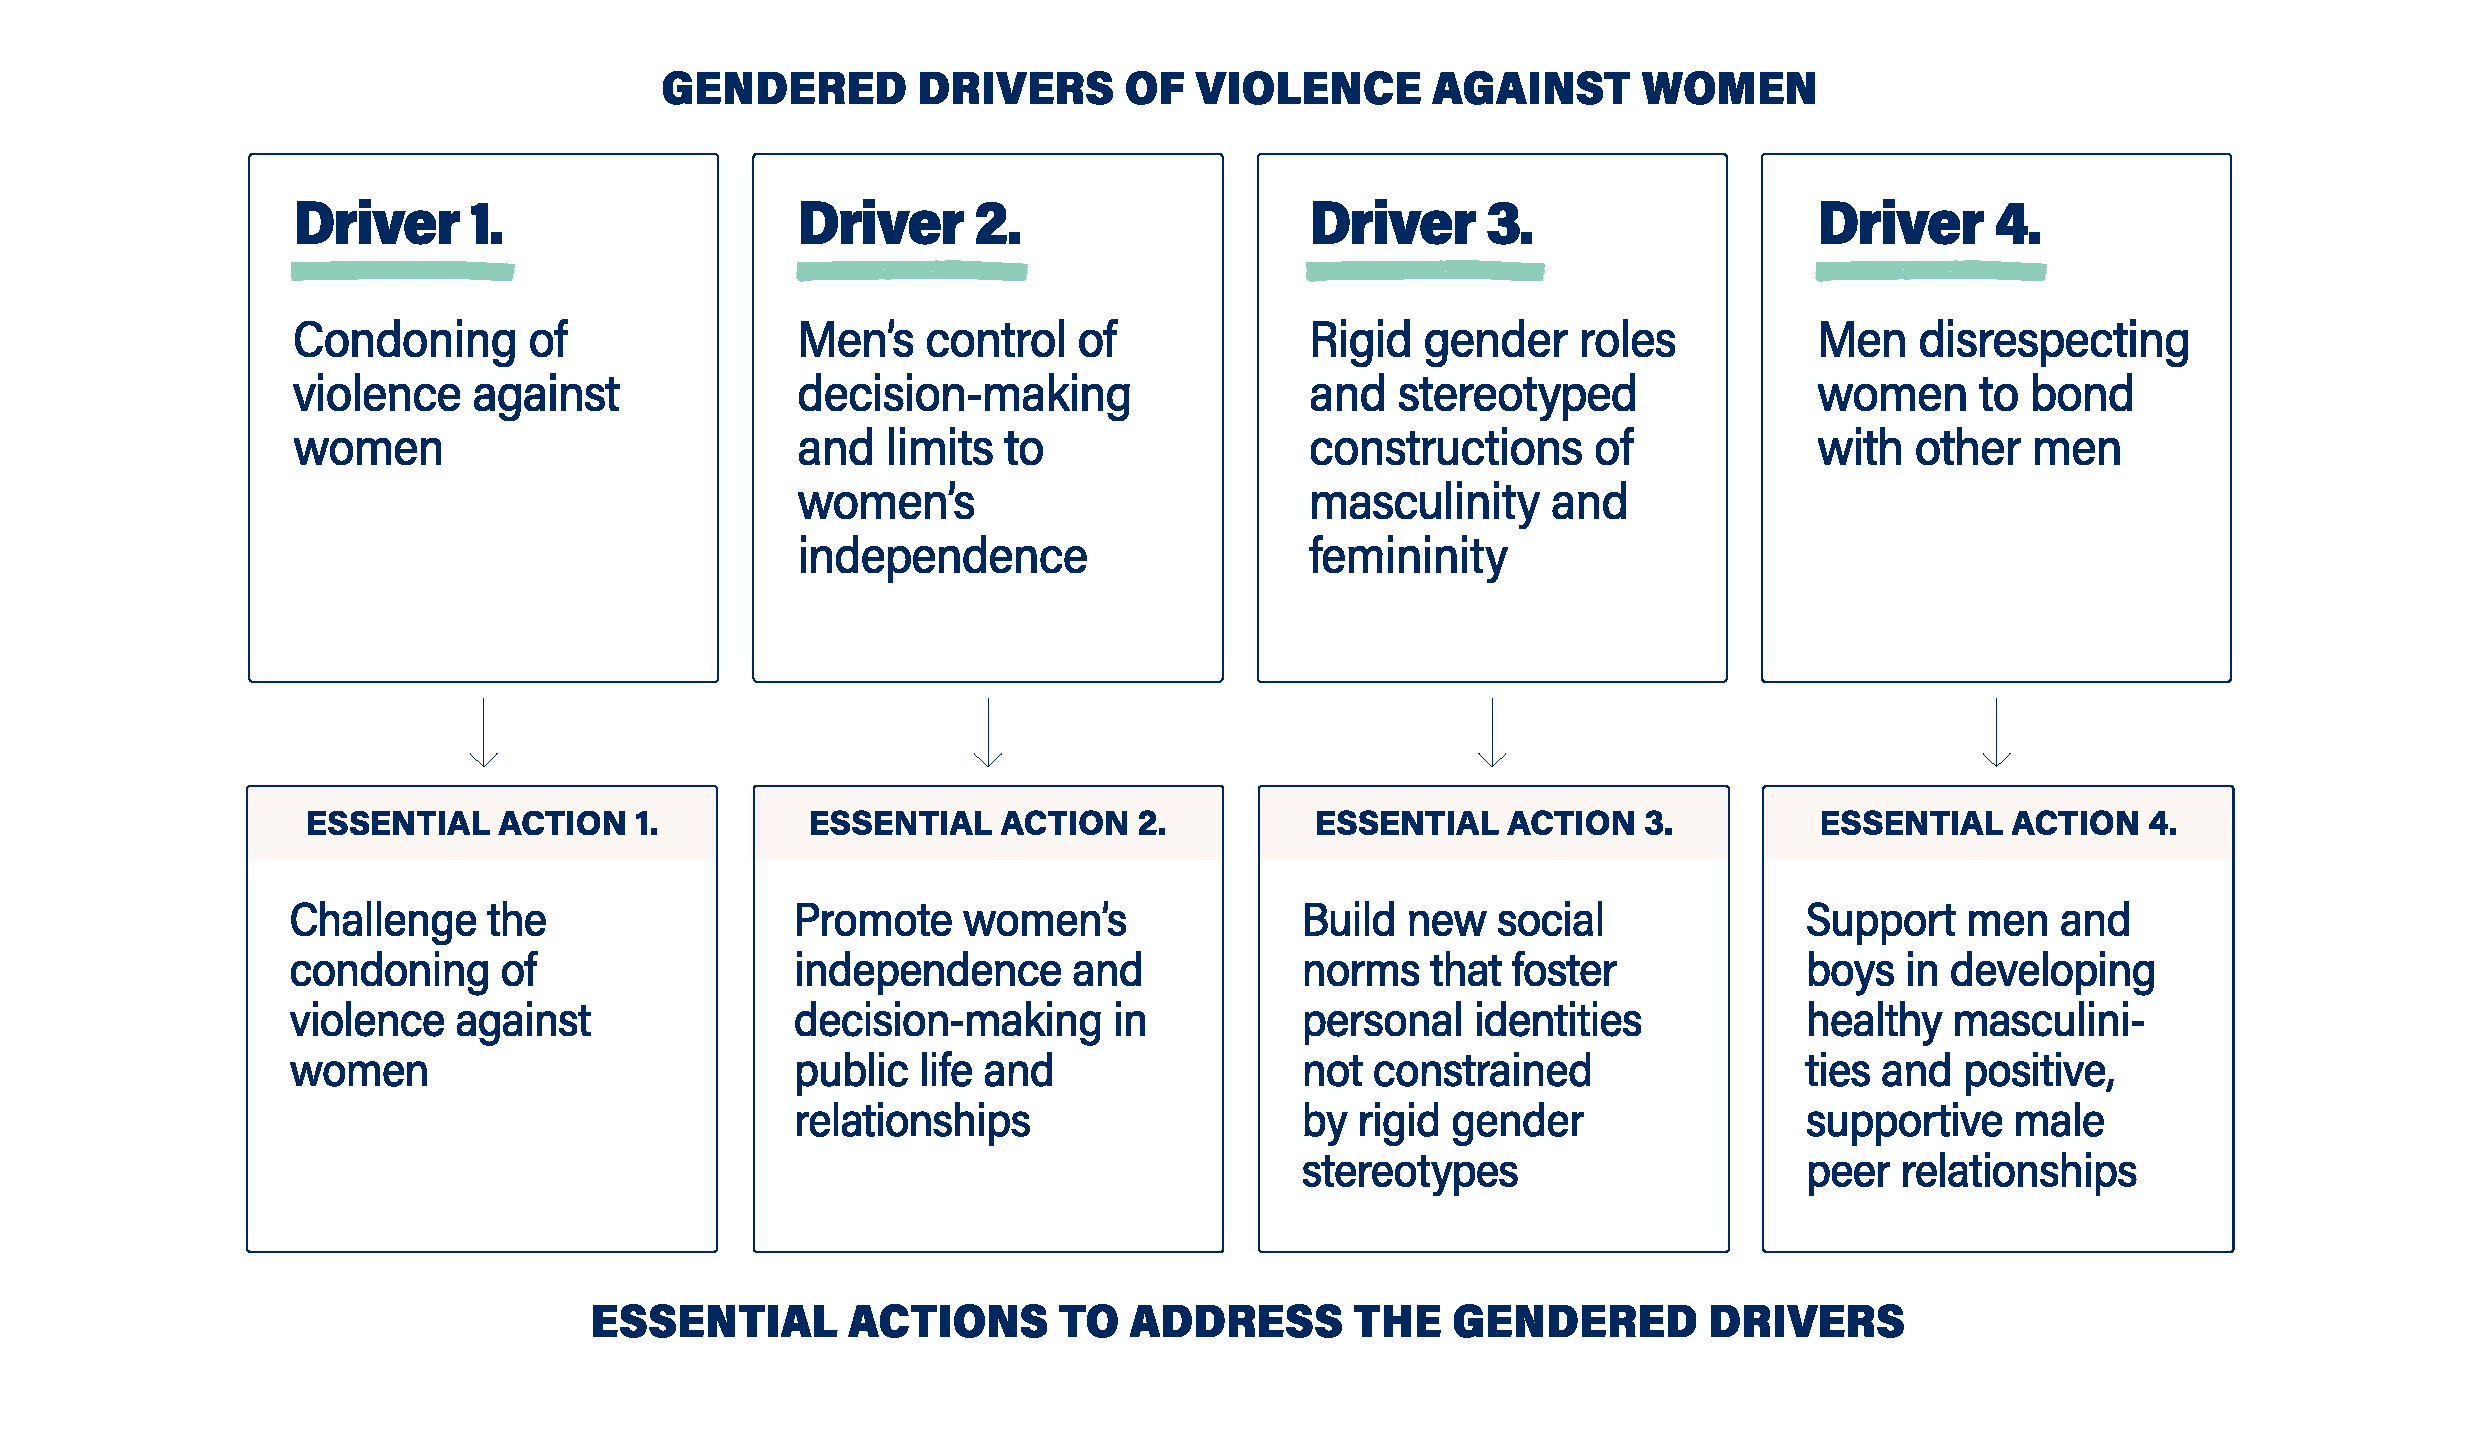 GENDERED DRIVERS OF VIOLENCE AGAINST WOMEN
Driver 1.
Condoning of
violence against
women
Driver 2.
Men’s control of
decision-making
and limits to
women’s
independence
Driver 3.
Rigid gender roles
and stereotyped
constructions of
masculinity and
femininity
Driver 4.
Men disrespecting
women to bond
with other men
ESSENTIAL ACTION 1.
Challenge the
condoning of
violence against
women
ESSENTIAL ACTION 2.
Promote women’s
independence and
decision-making in
public life and
relationships
ESSENTIAL ACTION 3.
Build new social
norms that foster
personal identities
not constrained
by rigid gender
stereotypes
ESSENTIAL ACTION 4.
Support men and
boys in developing
healthy masculini-
ties and positive,
supportive male
peer relationships
ESSENTIAL ACTIONS TO ADDRESS THE GENDERED DRIVERS